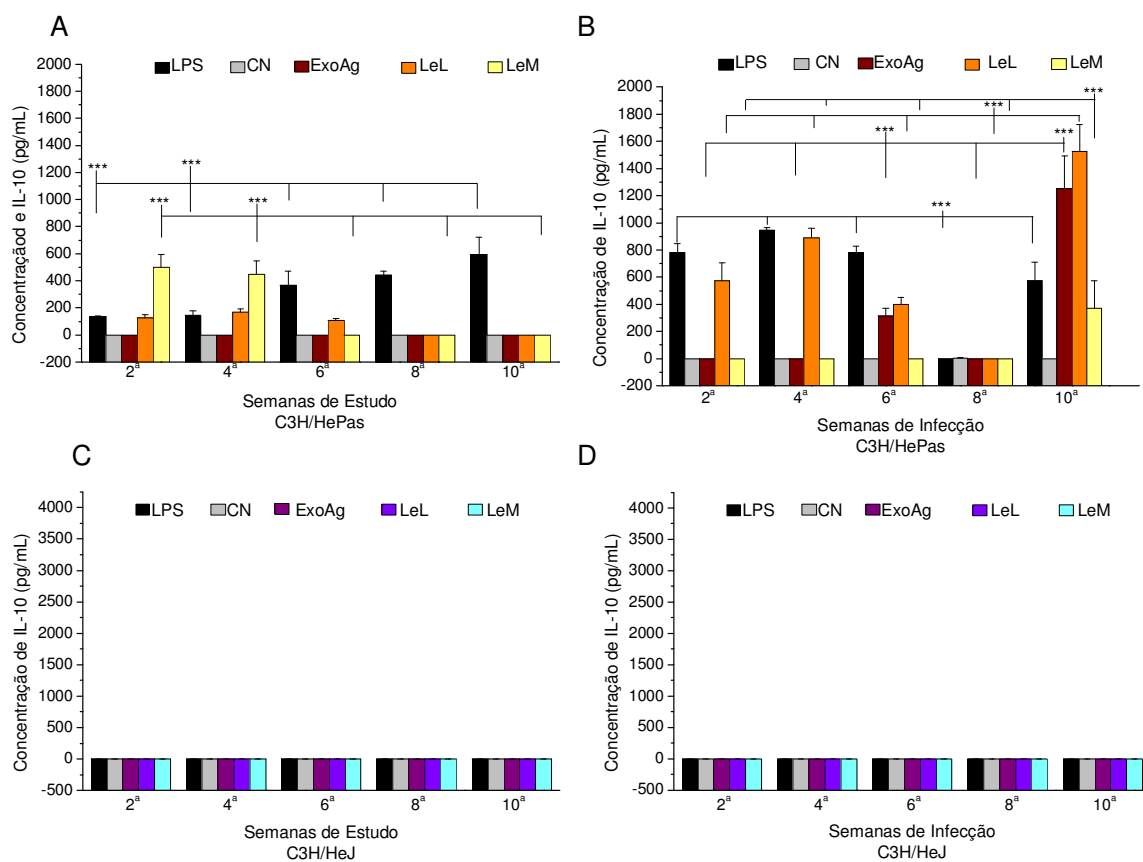 A
LPS CN ExoAg LeL LeM
2000
1800
1600
1400
1200
1000
800
600
400
200
0
-200
Concentraçãod e IL-10 (pg/mL)
*** ***
*** ***
2ª 4ª 6ª 8ª 10ª
Semanas de Estudo
C3H/HePas
B
LPS CN ExoAg LeL LeM
2000
1800
1600
1400
1200
1000
800
600
400
200
0
-200
Concentração de IL-10 (pg/mL)
***
***
*** ***
***
2ª 4ª 6ª 8ª 10ª
Semanas de Infecção
C3H/HePas
C
LPS CN ExoAg LeL LeM
4000
3500
3000
2500
2000
1500
1000
500
0
-500
Concentração de IL-10 (pg/mL)
2ª 4ª 6ª 8ª 10ª
Semanas de Estudo
C3H/HeJ
D
LPS CN ExoAg LeL LeM
4000
3500
3000
2500
2000
1500
1000
500
0
-500
Concentração de IL-10 (pg/mL)
2ª 4ª 6ª 8ª 10ª
Semanas de Infecção
C3H/HeJ